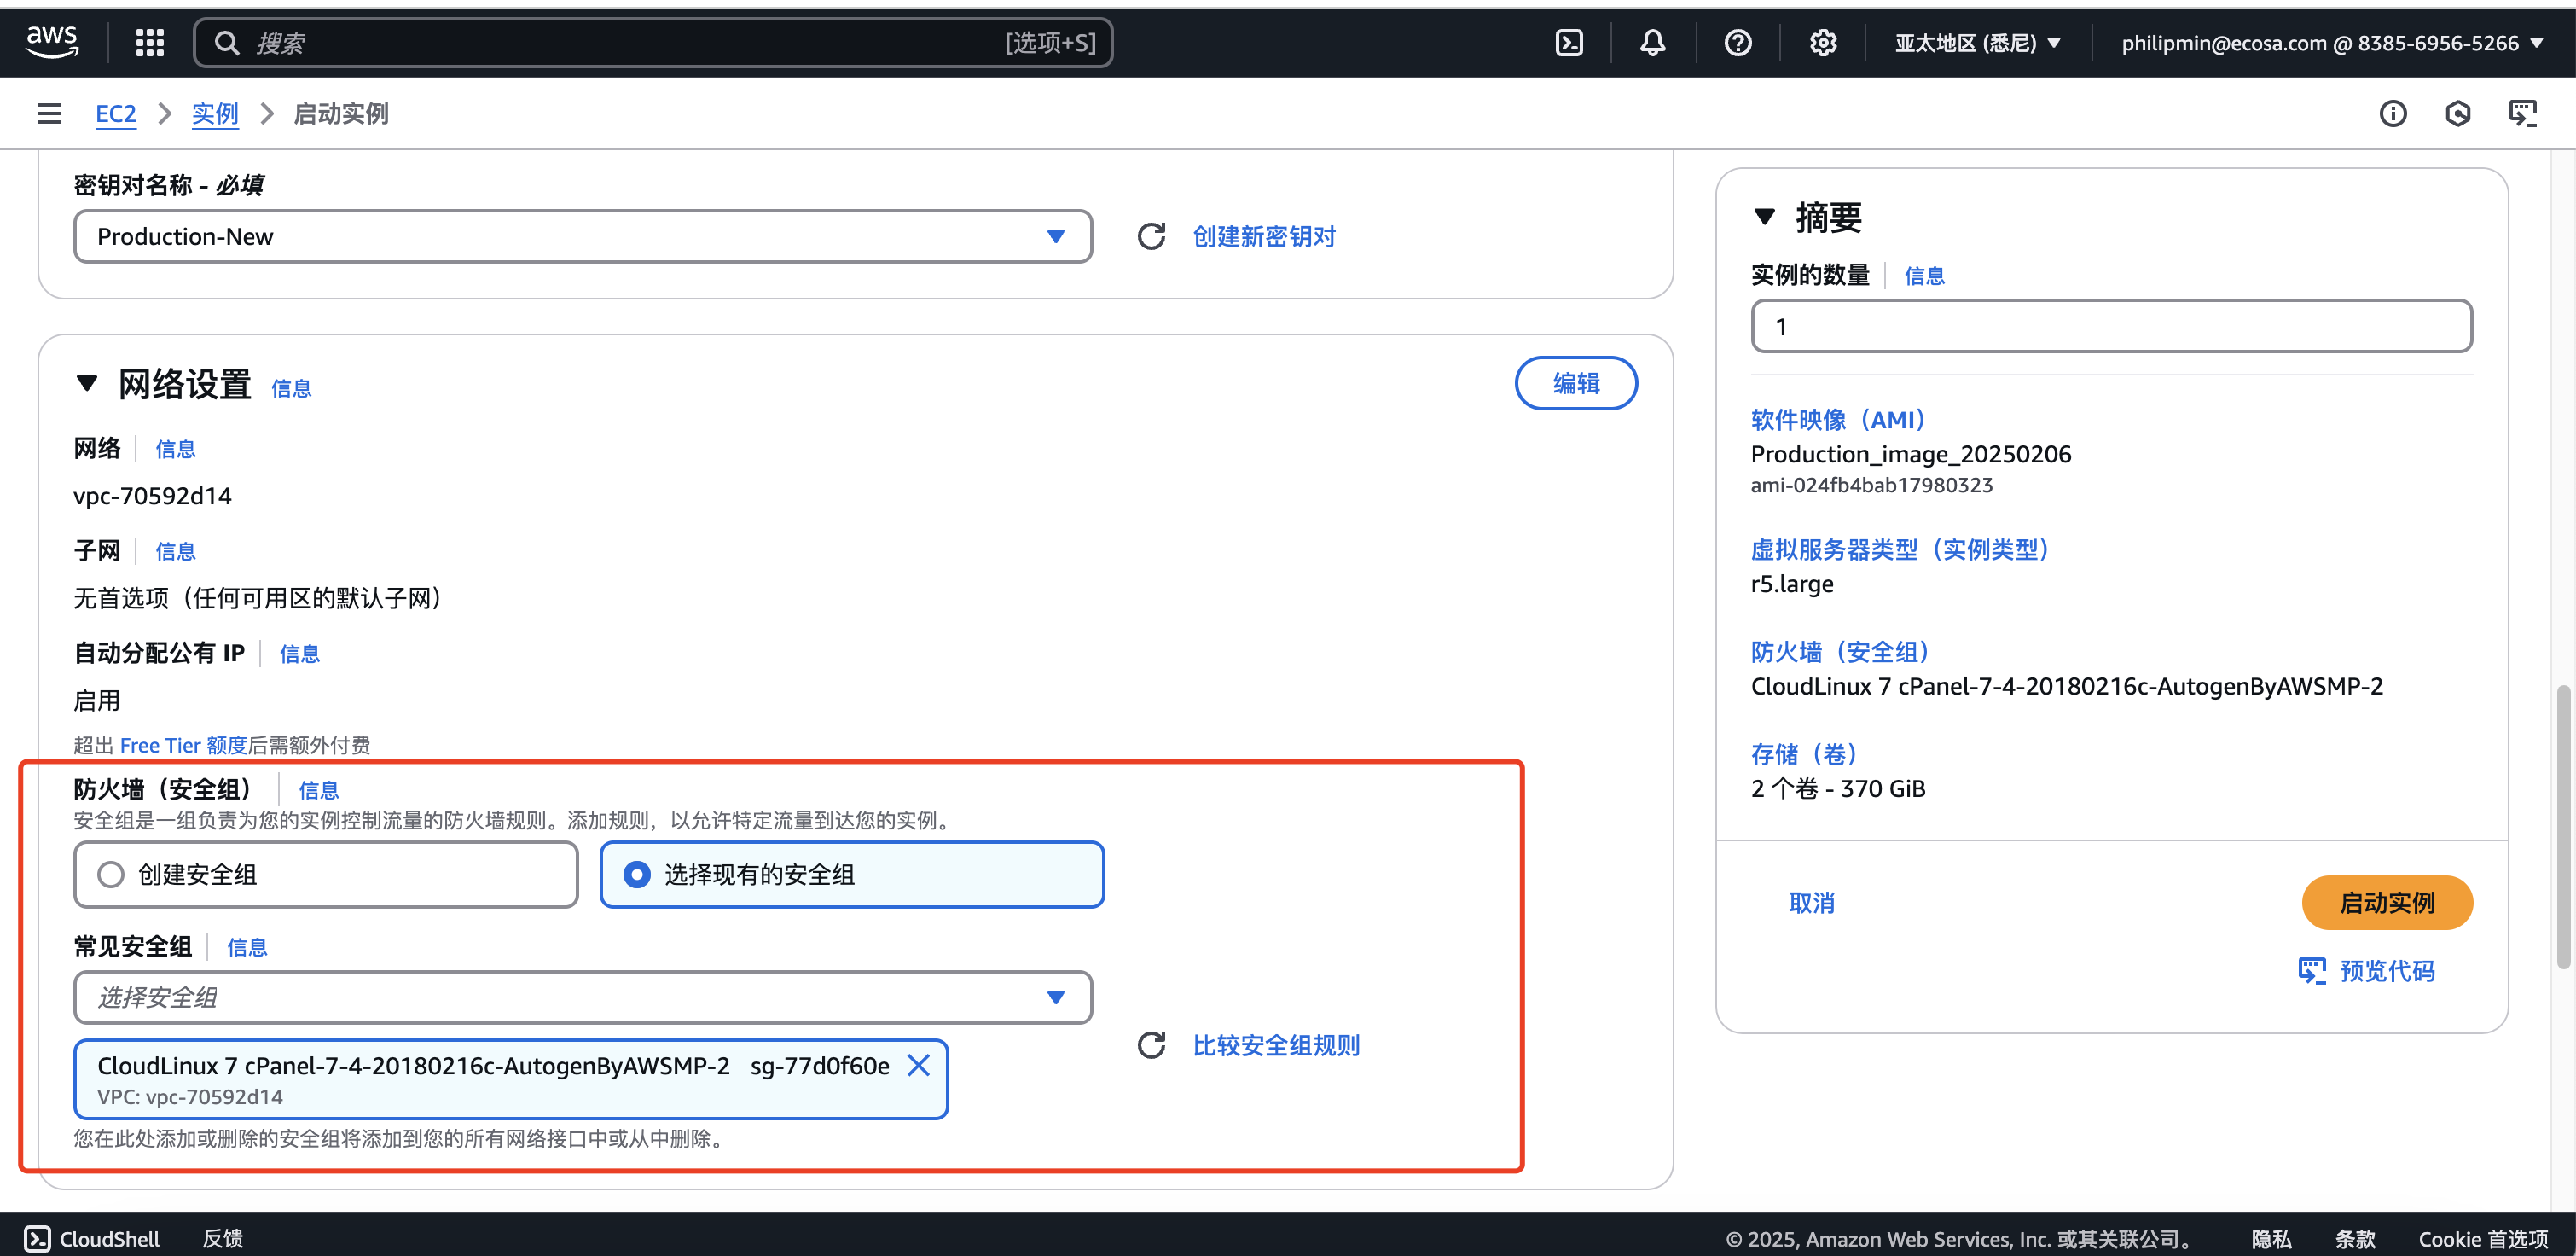 aws
搜索
[选项+S]
亚太地区 (悉尼)
philipmin@ecosa.com @ 8385-6956-5266
EC2
实例
启动实例
密钥对名称 - 必填
Production-New
创建新密钥对
网络设置 信息
编辑
网络 信息
vpc-70592d14
子网 信息
无首选项（任何可用区的默认子网）
自动分配公有 IP 信息
启用
超出 Free Tier 额度后需额外付费
防火墙（安全组） 信息
安全组是一组负责为您的实例控制流量的防火墙规则。添加规则，以允许特定流量到达您的实例。
创建安全组
选择现有的安全组
常见安全组 信息
选择安全组
CloudLinux 7 cPanel-7-4-20180216c-AutogenByAWSMP-2 sg-77d0f60e
VPC: vpc-70592d14
比较安全组规则
您在此处添加或删除的安全组将添加到您的所有网络接口中或从中删除。
摘要
实例的数量 信息
1
软件映像（AMI）
Production_image_20250206
ami-024fb4bab17980323
虚拟服务器类型（实例类型）
r5.large
防火墙（安全组）
CloudLinux 7 cPanel-7-4-20180216c-AutogenByAWSMP-2
存储（卷）
2 个卷 - 370 GiB
取消
启动实例
预览代码
CloudShell
反馈
© 2025, Amazon Web Services, Inc. 或其关联公司。
隐私
条款
Cookie 首选项